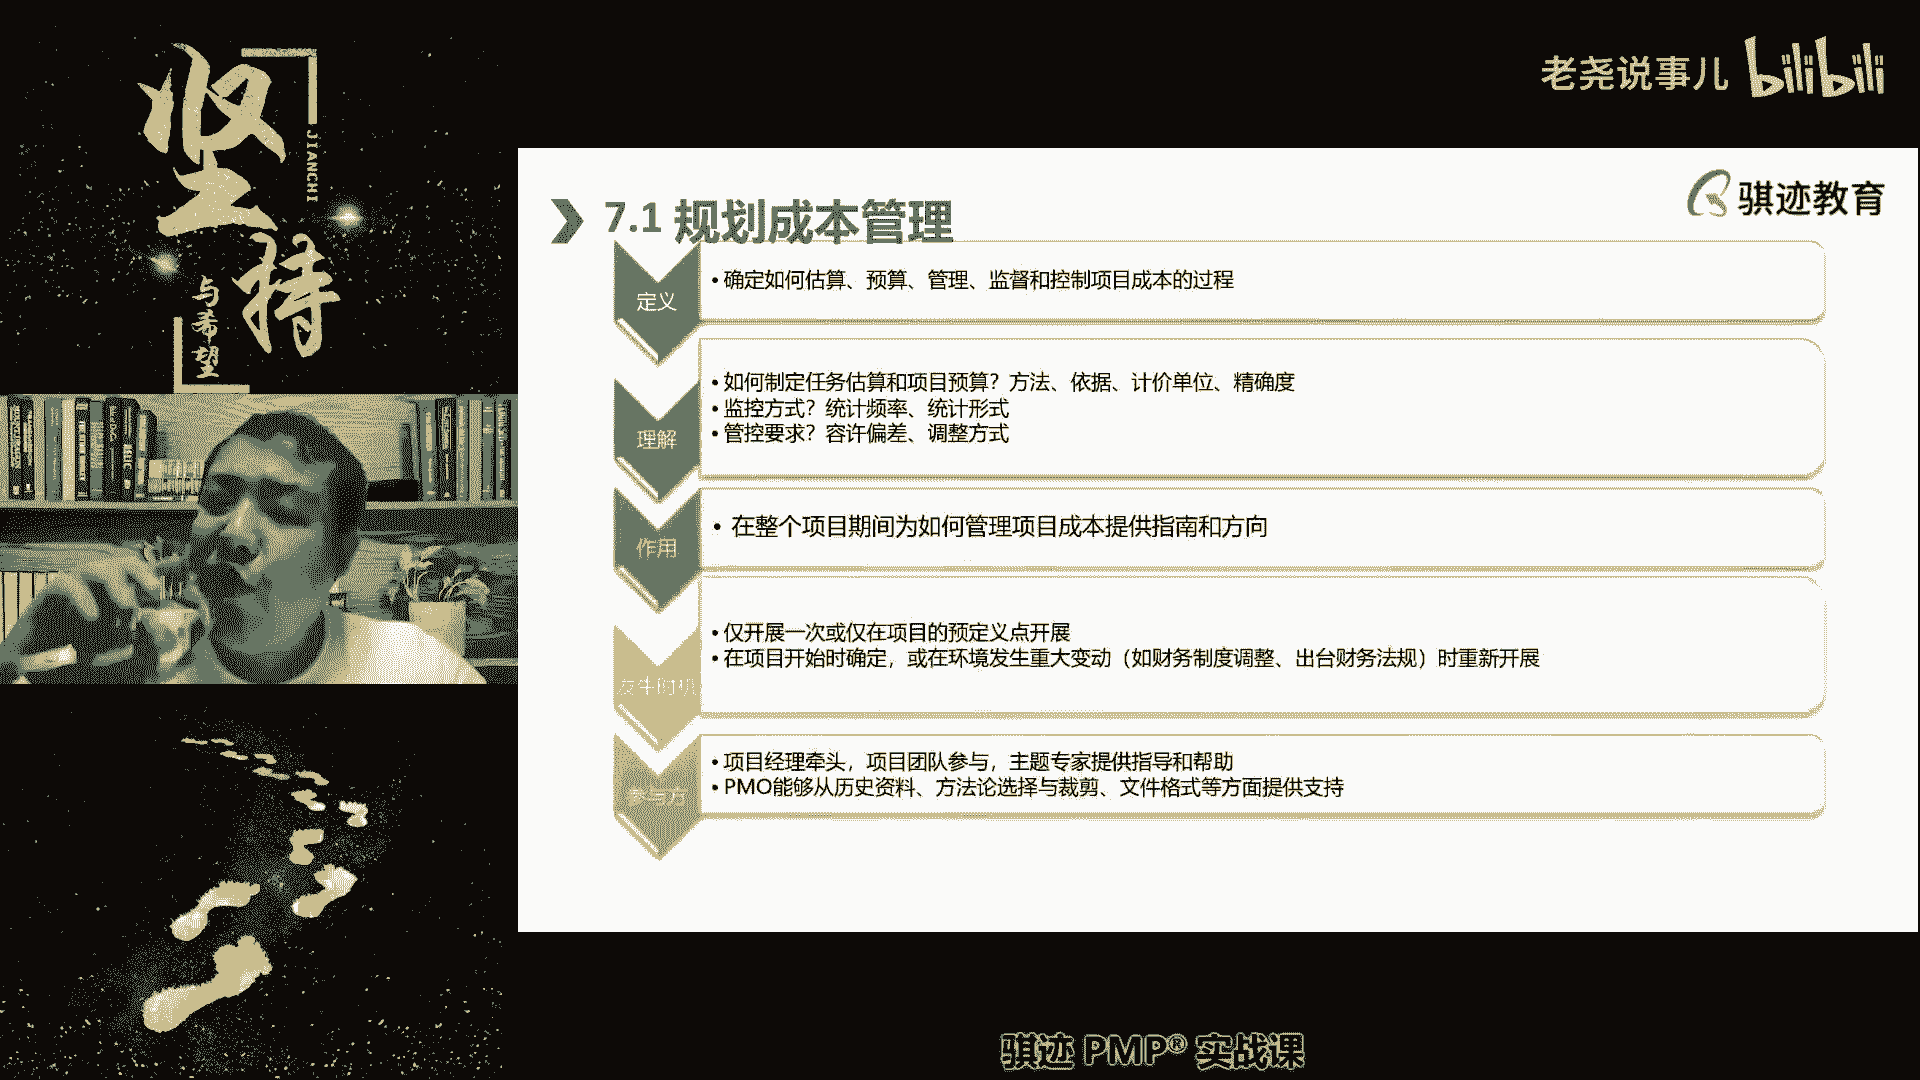 坚持
JIANCHI
与希望
老尧说事儿 bilibili
骐迹教育
7.1 规划成本管理
定义
• 确定如何估算、预算、管理、监督和控制项目成本的过程
理解
• 如何制定任务估算和项目预算？方法、依据、计价单位、精确度
• 监控方式？统计频率、统计形式
• 管控要求？容许偏差、调整方式
作用
• 在整个项目期间为如何管理项目成本提供指南和方向
发生时机
• 仅开展一次或仅在项目的预定义点开展
• 在项目开始时确定，或在环境发生重大变动（如财务制度调整、出台财务法规）时重新开展
参与方
• 项目经理牵头，项目团队参与，主题专家提供指导和帮助
• PMO能够从历史资料、方法论选择与裁剪、文件格式等方面提供支持
骐迹 PMP® 实战课